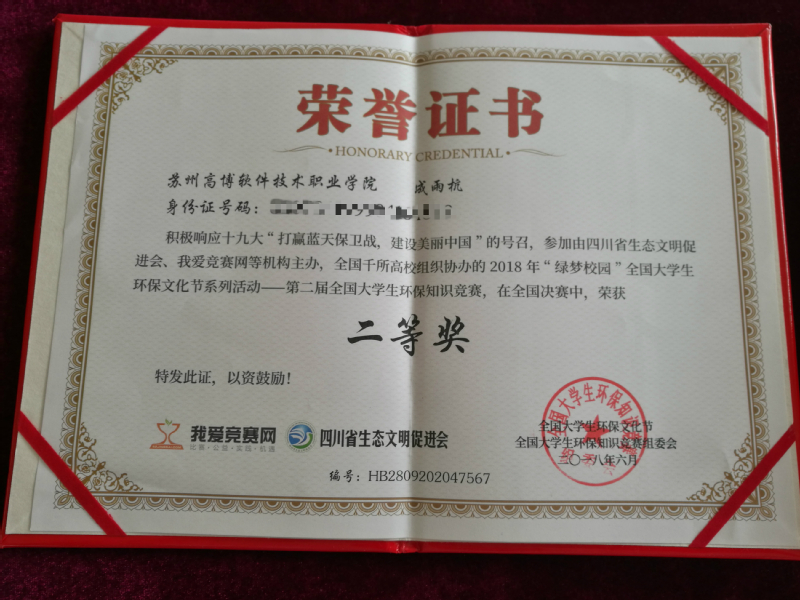 荣誉证书
·HONORARY CREDENTIAL·
苏州高博软件技术职业学院 成雨杭
身份证号码：
积极响应十九大“打赢蓝天保卫战，建设美丽中国”的号召，参加由四川省生态文明促
进会、我爱竞赛网等机构主办，全国千所高校组织协办的2018年“绿梦校园”全国大学生
环保文化节系列活动——第二届全国大学生环保知识竞赛，在全国决赛中，荣获
二等奖
特发此证，以资鼓励！
我爱竞赛网
比赛·公益·实践·机遇
四川省生态文明促进会
全国大学生环保文化节
全国大学生环保知识竞赛组委会
二〇一八年六月
编号：HB2809202047567